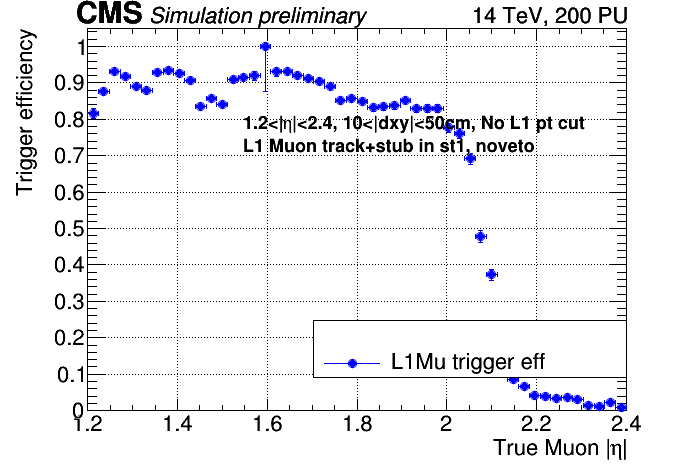 CMS Simulation preliminary 14 TeV, 200 PU
Trigger efficiency
1
0.9
0.8
0.7
0.6
0.5
0.4
0.3
0.2
0.1
0
1.2<|η|<2.4, 10<|dxy|<50cm, No L1 pt cut
L1 Muon track+stub in st1, noveto
L1Mu trigger eff
1.2 1.4 1.6 1.8 2 2.2 2.4
True Muon |η|